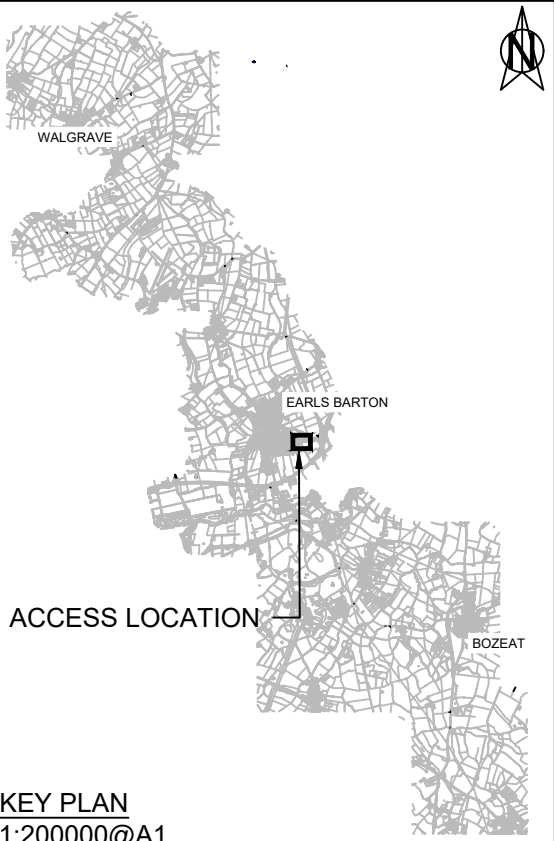 N
WALGRAVE
EARLS BARTON
ACCESS LOCATION
BOZEAT
KEY PLAN
1:200000@A1